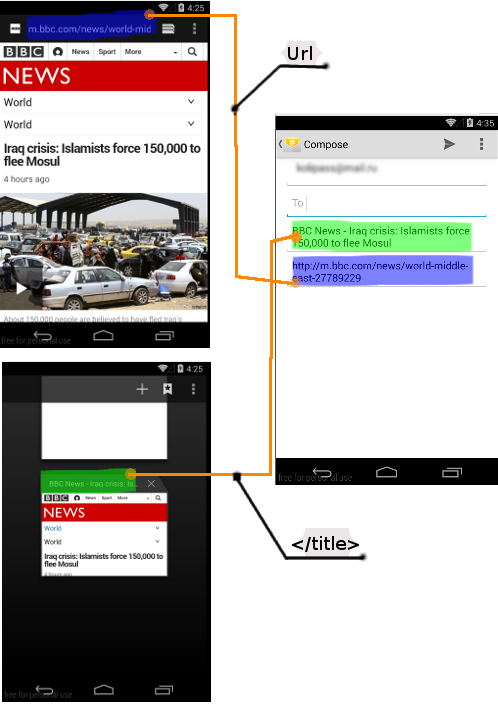 4:25
m.bbc.com/news/world-mid
BBC News Sport More
NEWS
World
World
Iraq crisis: Islamists force 150,000 to
flee Mosul
4 hours ago
About 150,000 people are believed to have fled Iraq's
free for personal use
Url
4:35
Compose
To
BBC News - Iraq crisis: Islamists force
150,000 to flee Mosul
http://m.bbc.com/news/world-middle-
east-27789229
free for personal use
4:25
BBC News - Iraq crisis: Is...
BBC News Sport More
NEWS
World
World
Iraq crisis: Islamists force 150,000 to
flee Mosul
4 hours ago
free for personal use
</title>